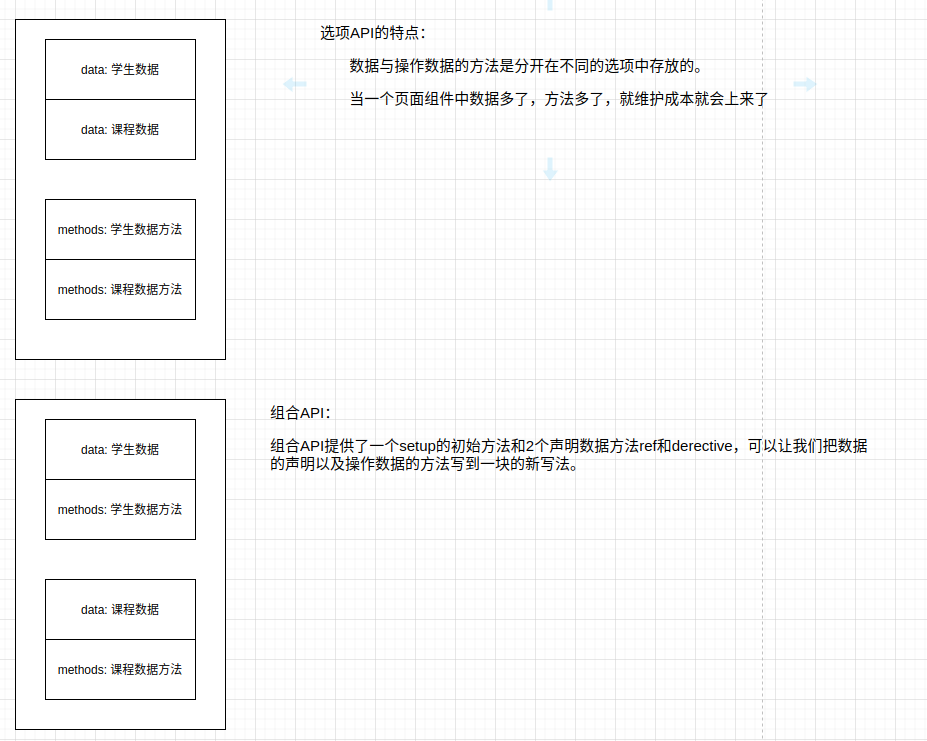 data: 学生数据
data: 课程数据
methods: 学生数据方法
methods: 课程数据方法
选项API的特点：
数据与操作数据的方法是分开在不同的选项中存放的。
当一个页面组件中数据多了，方法多了，就维护成本就会上来了
data: 学生数据
methods: 学生数据方法
data: 课程数据
methods: 课程数据方法
组合API：
组合API提供了一个setup的初始方法和2个声明数据方法ref和derective，可以让我们把数据
的声明以及操作数据的方法写到一块的新写法。